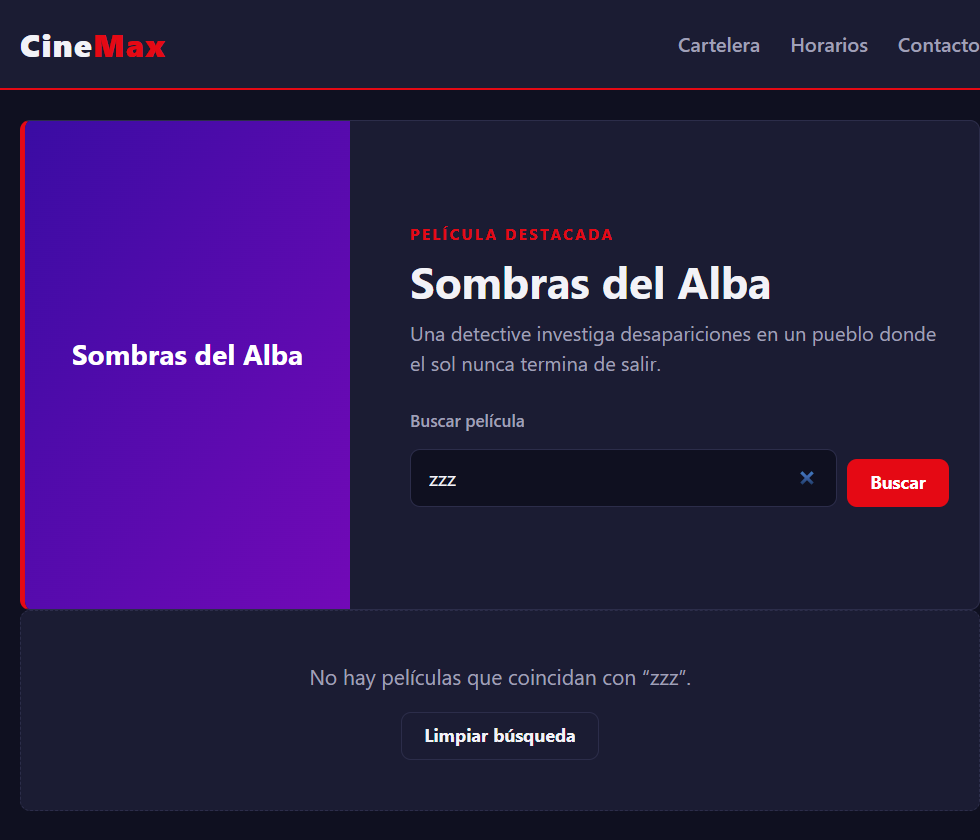 CineMax
Cartelera Horarios Contacto
Sombras del Alba
PELÍCULA DESTACADA
Sombras del Alba
Una detective investiga desapariciones en un pueblo donde
el sol nunca termina de salir.
Buscar película
zzz
Buscar
No hay películas que coincidan con “zzz”.
Limpiar búsqueda